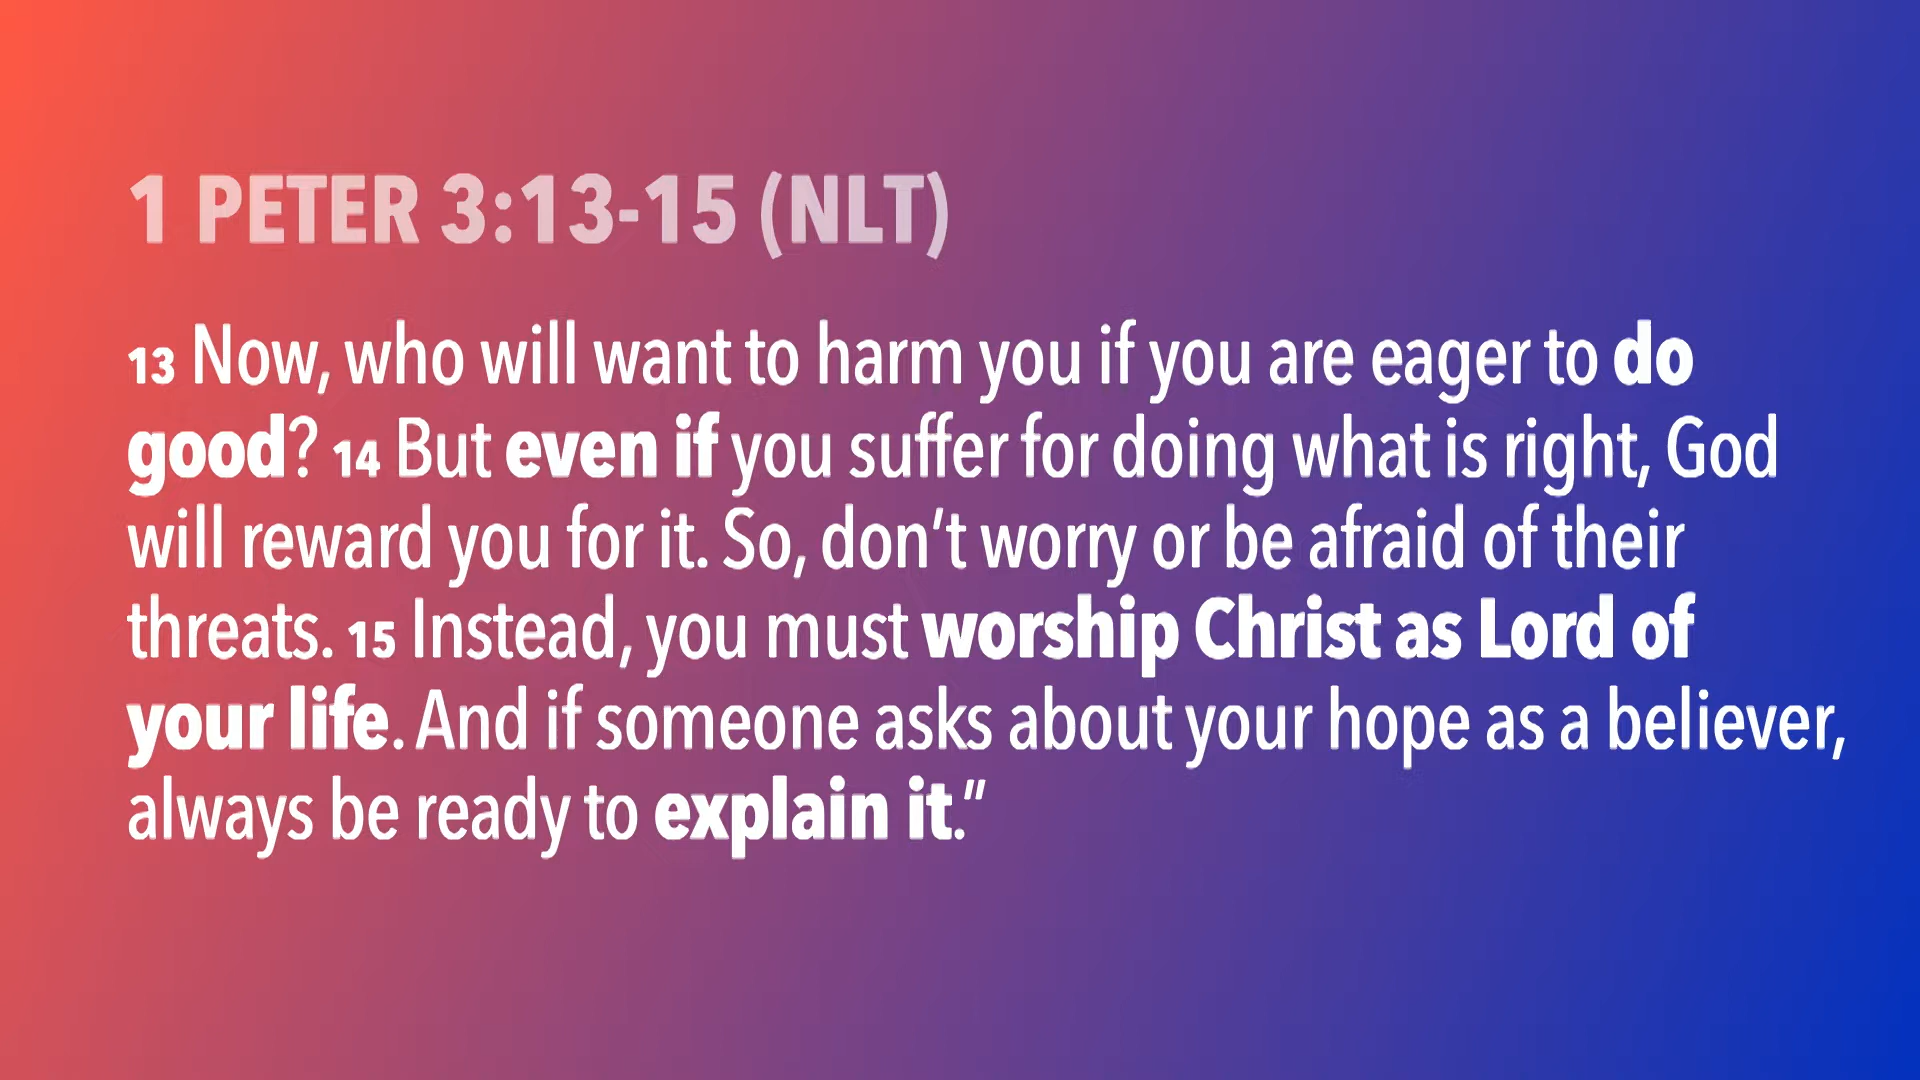 1 PETER 3:13-15 (NLT)
13 Now, who will want to harm you if you are eager to do
good? 14 But even if you suffer for doing what is right, God
will reward you for it. So, don’t worry or be afraid of their
threats. 15 Instead, you must worship Christ as Lord of
your life. And if someone asks about your hope as a believer,
always be ready to explain it.”